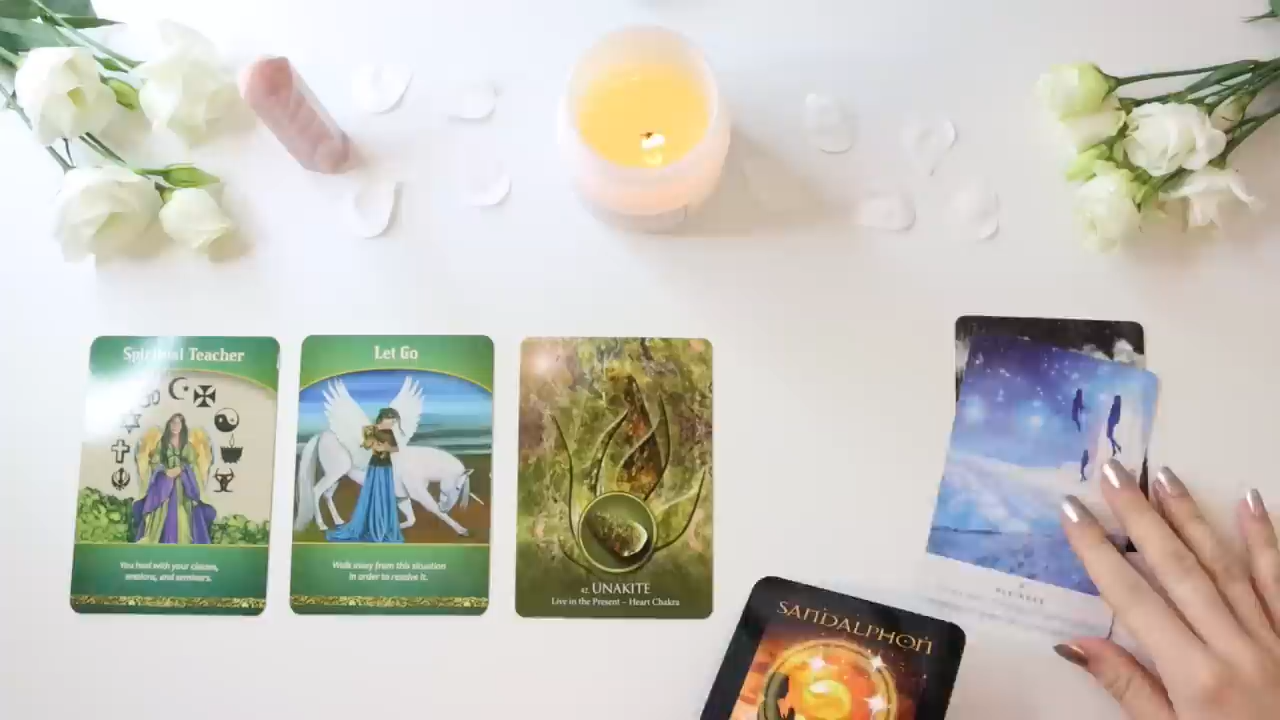 Spiritual Teacher
You heal with your classes,
sessions, and seminars.
Let Go
Walk away from this situation
in order to resolve it.
42. UNAKITE
Live in the Present – Heart Chakra
SANDALPHON